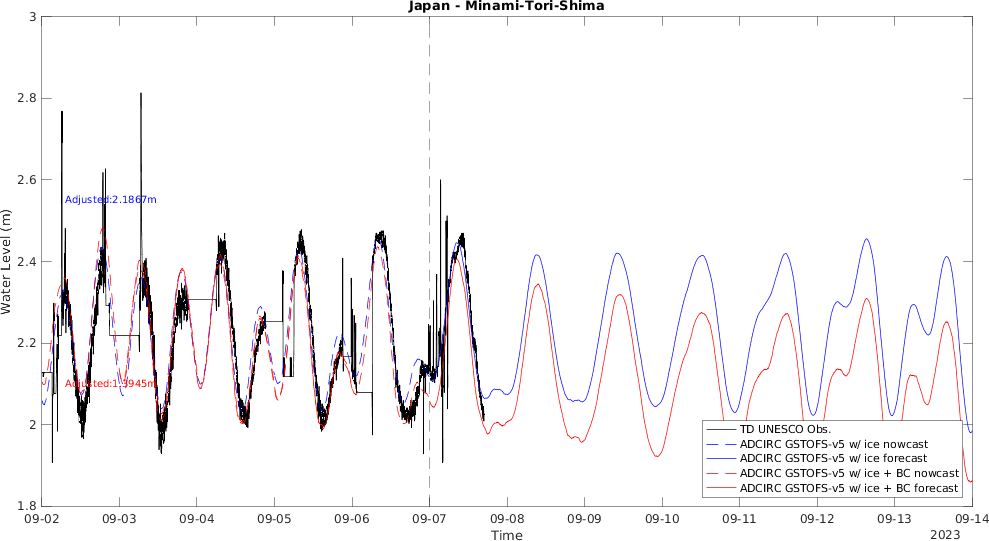 Japan - Minami-Tori-Shima
3
2.8
2.6
2.4
2.2
2
1.8
Water Level (m)
Adjusted:2.1867m
Adjusted:1.9945m
TD UNESCO Obs.
ADCIRC GSTOFS-v5 w/ ice nowcast
ADCIRC GSTOFS-v5 w/ ice forecast
ADCIRC GSTOFS-v5 w/ ice + BC nowcast
ADCIRC GSTOFS-v5 w/ ice + BC forecast
09-02 09-03 09-04 09-05 09-06 09-07 09-08 09-09 09-10 09-11 09-12 09-13 09-14
Time
2023